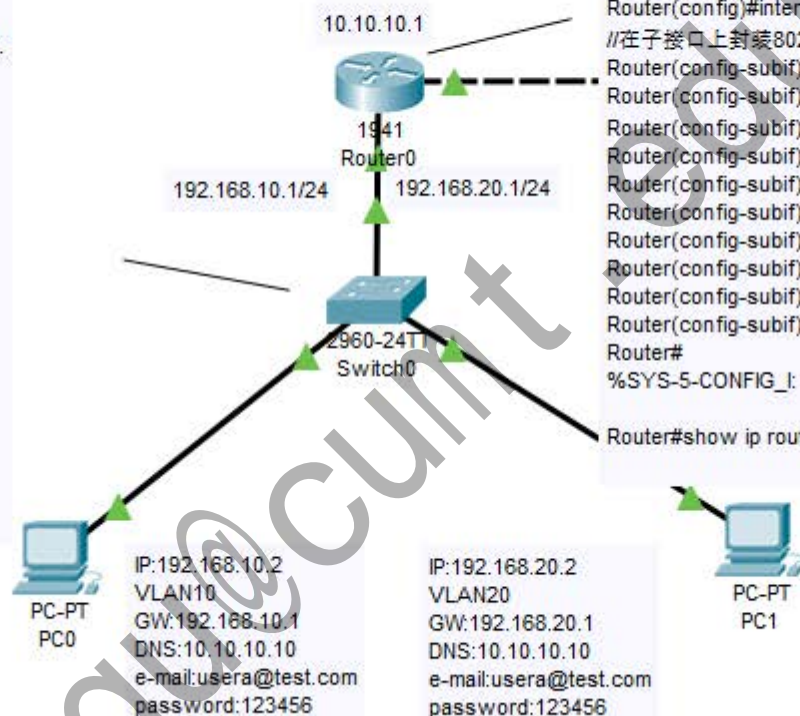 10.10.10.1
1941
Router0
192.168.10.1/24
192.168.20.1/24
2960-24TT
Switch0
PC-PT
PC0
IP:192.168.10.2
VLAN10
GW:192.168.10.1
DNS:10.10.10.10
e-mail:usera@test.com
password:123456
IP:192.168.20.2
VLAN20
GW:192.168.20.1
DNS:10.10.10.10
e-mail:usera@test.com
password:123456
PC-PT
PC1
Router(config)#inter
//在子接口上封装802
Router(config-subif)
Router(config-subif)
Router(config-subif)
Router(config-subif)
Router(config-subif)
Router(config-subif)
Router(config-subif)
Router(config-subif)
Router(config-subif)
Router(config-subif)
Router#
%SYS-5-CONFIG_I:
Router#show ip rout
@cumt.ed